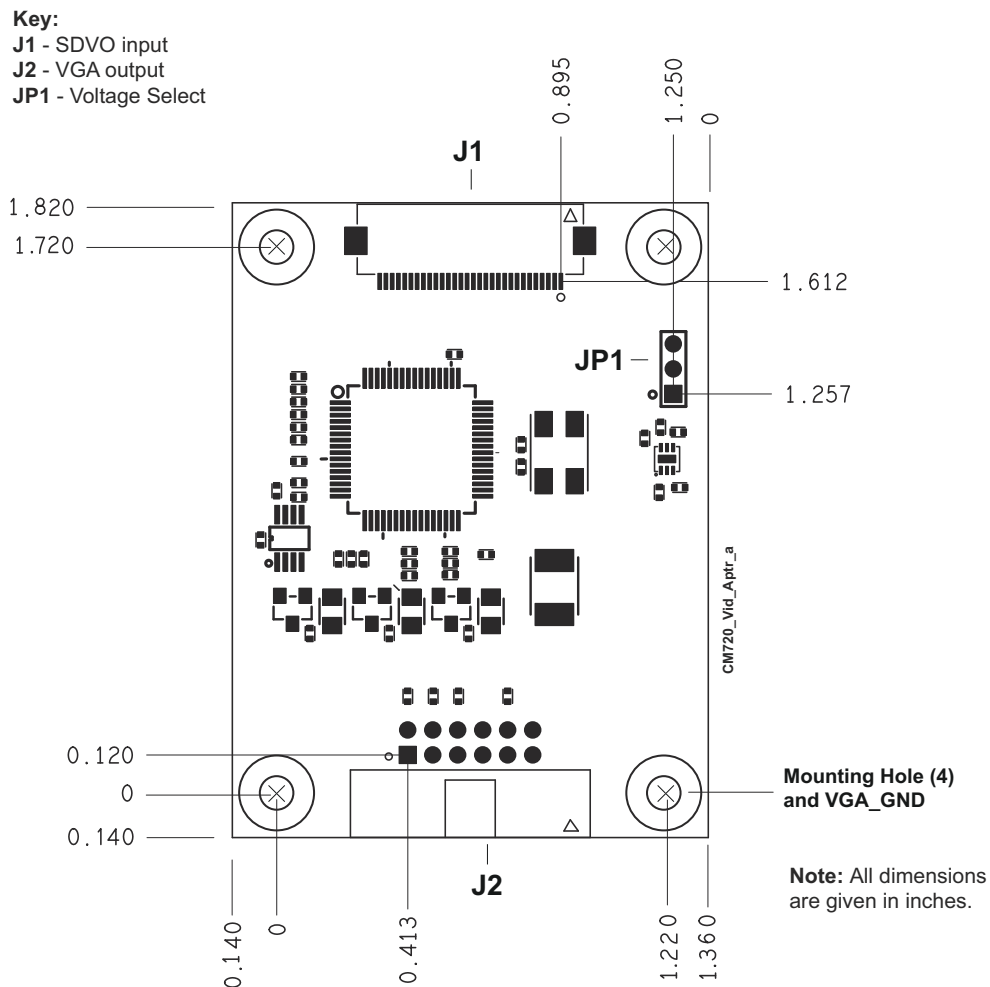 Key:
J1 - SDVO input
J2 - VGA output
JP1 - Voltage Select
0.895
1.250
0
J1
1.820
1.720
1.612
JP1
1.257
CM720_Vid_Aptr_a
0.120
0
0.140
Mounting Hole (4)
and VGA_GND
J2
Note: All dimensions
are given in inches.
0.140
0
0.413
1.220
1.360